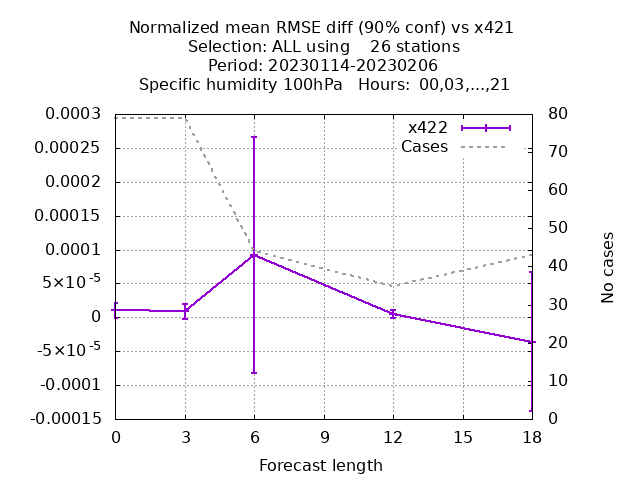 Normalized mean RMSE diff (90% conf) vs x421
Selection: ALL using    26 stations
Period: 20230114-20230206
Specific humidity 100hPa   Hours:  00,03,...,21
x422
Cases
0.0003
0.00025
0.0002
0.00015
0.0001
5×10⁻⁵
0
-5×10⁻⁵
-0.0001
-0.00015
80
70
60
50
40
30
20
10
0
No cases
0 3 6 9 12 15 18
Forecast length